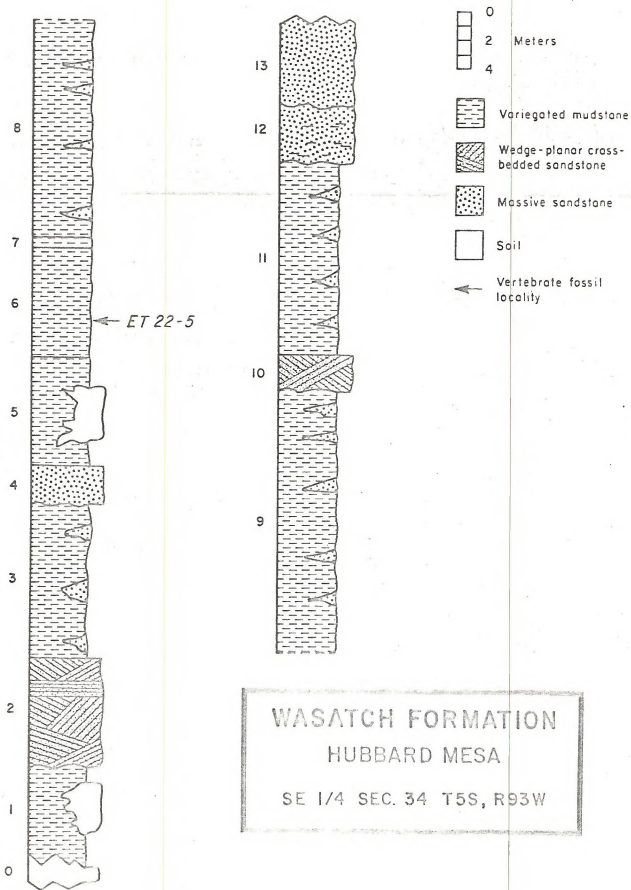 8
7
6
ET 22-5
5
4
3
2
1
0
13
12
11
10
9
0
2 Meters
4
Variegated mudstone
Wedge-planar cross-
bedded sandstone
Massive sandstone
Soil
Vertebrate fossil
locality
WASATCH FORMATION
HUBBARD MESA
SE 1/4 SEC. 34 T5S, R93W